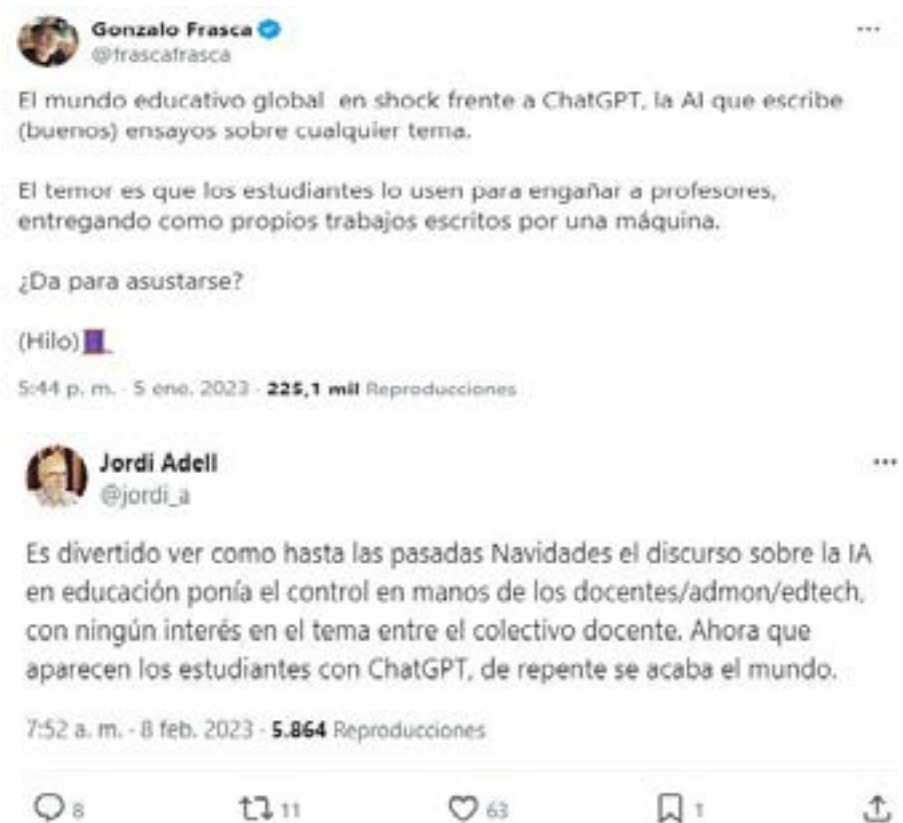 Gonzalo Frasca
@frascafrasca
El mundo educativo global en shock frente a ChatGPT, la AI que escribe
(buenos) ensayos sobre cualquier tema.
El temor es que los estudiantes lo usen para engañar a profesores,
entregando como propios trabajos escritos por una máquina.
¿Da para asustarse?
(Hilo)
5:44 p. m. · 5 ene. 2023 · 225,1 mil Reproducciones
Jordi Adell
@jordi_a
Es divertido ver como hasta las pasadas Navidades el discurso sobre la IA
en educación ponía el control en manos de los docentes/admon/edtech,
con ningún interés en el tema entre el colectivo docente. Ahora que
aparecen los estudiantes con ChatGPT, de repente se acaba el mundo.
7:52 a. m. · 8 feb. 2023 · 5.864 Reproducciones
8 11 63 1